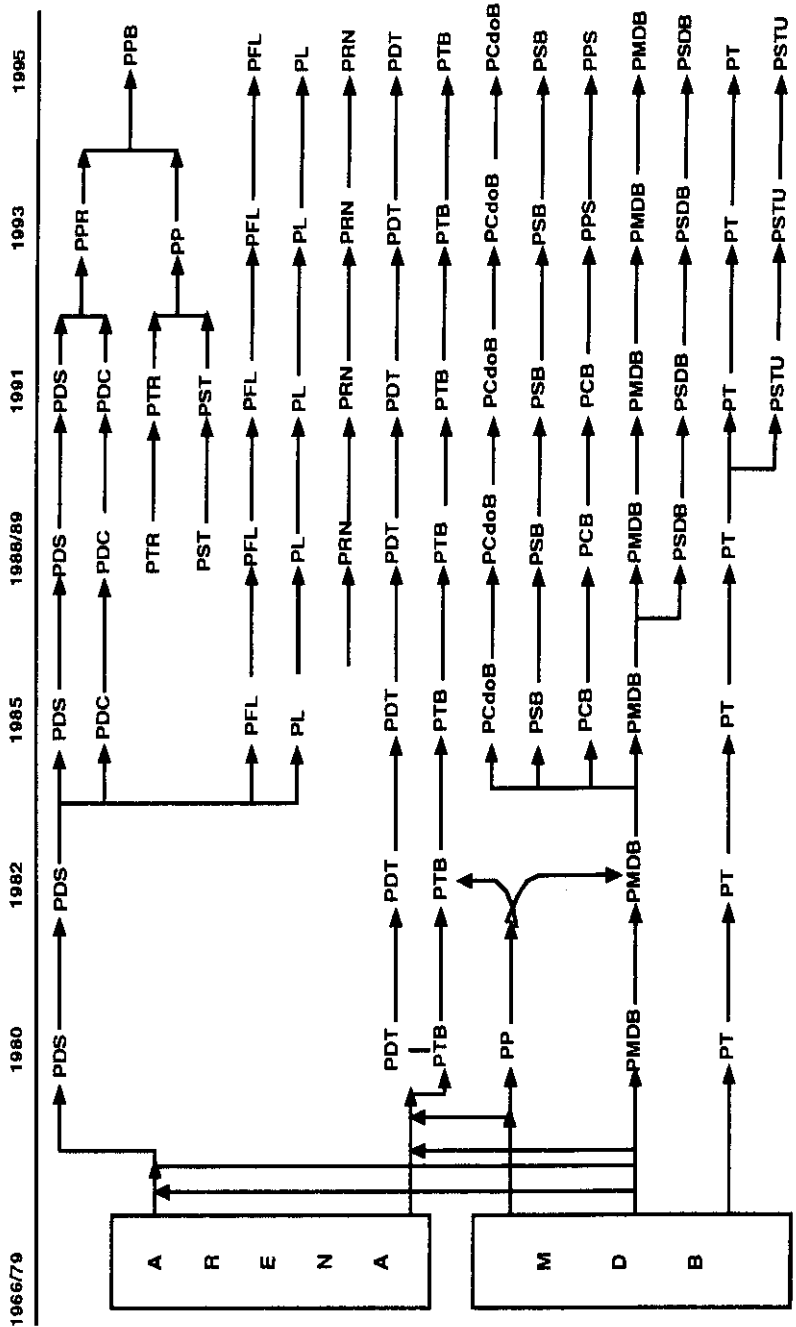 1966/79 1980 1982 1985 1988/89 1991 1993 1995
PDS PDS PDS PDS PDS
PPR
PDC PDC PDC
PPB
A PTR PTR
PP
R PST PST
PFL PFL PFL PFL PFL
E
PL PL PL PL PL
N PRN PRN PRN PRN
A PDT PDT PDT PDT PDT PDT PDT
PTB PTB PTB PTB PTB PTB PTB
PCdoB PCdoB PCdoB PCdoB PCdoB
PP
M PSB PSB PSB PSB PSB
PCB PCB PCB PPS PPS
D PMDB PMDB PMDB PMDB PMDB PMDB PMDB
PSDB PSDB PSDB PSDB
B PT PT PT PT PT PT PT
PSTU PSTU PSTU